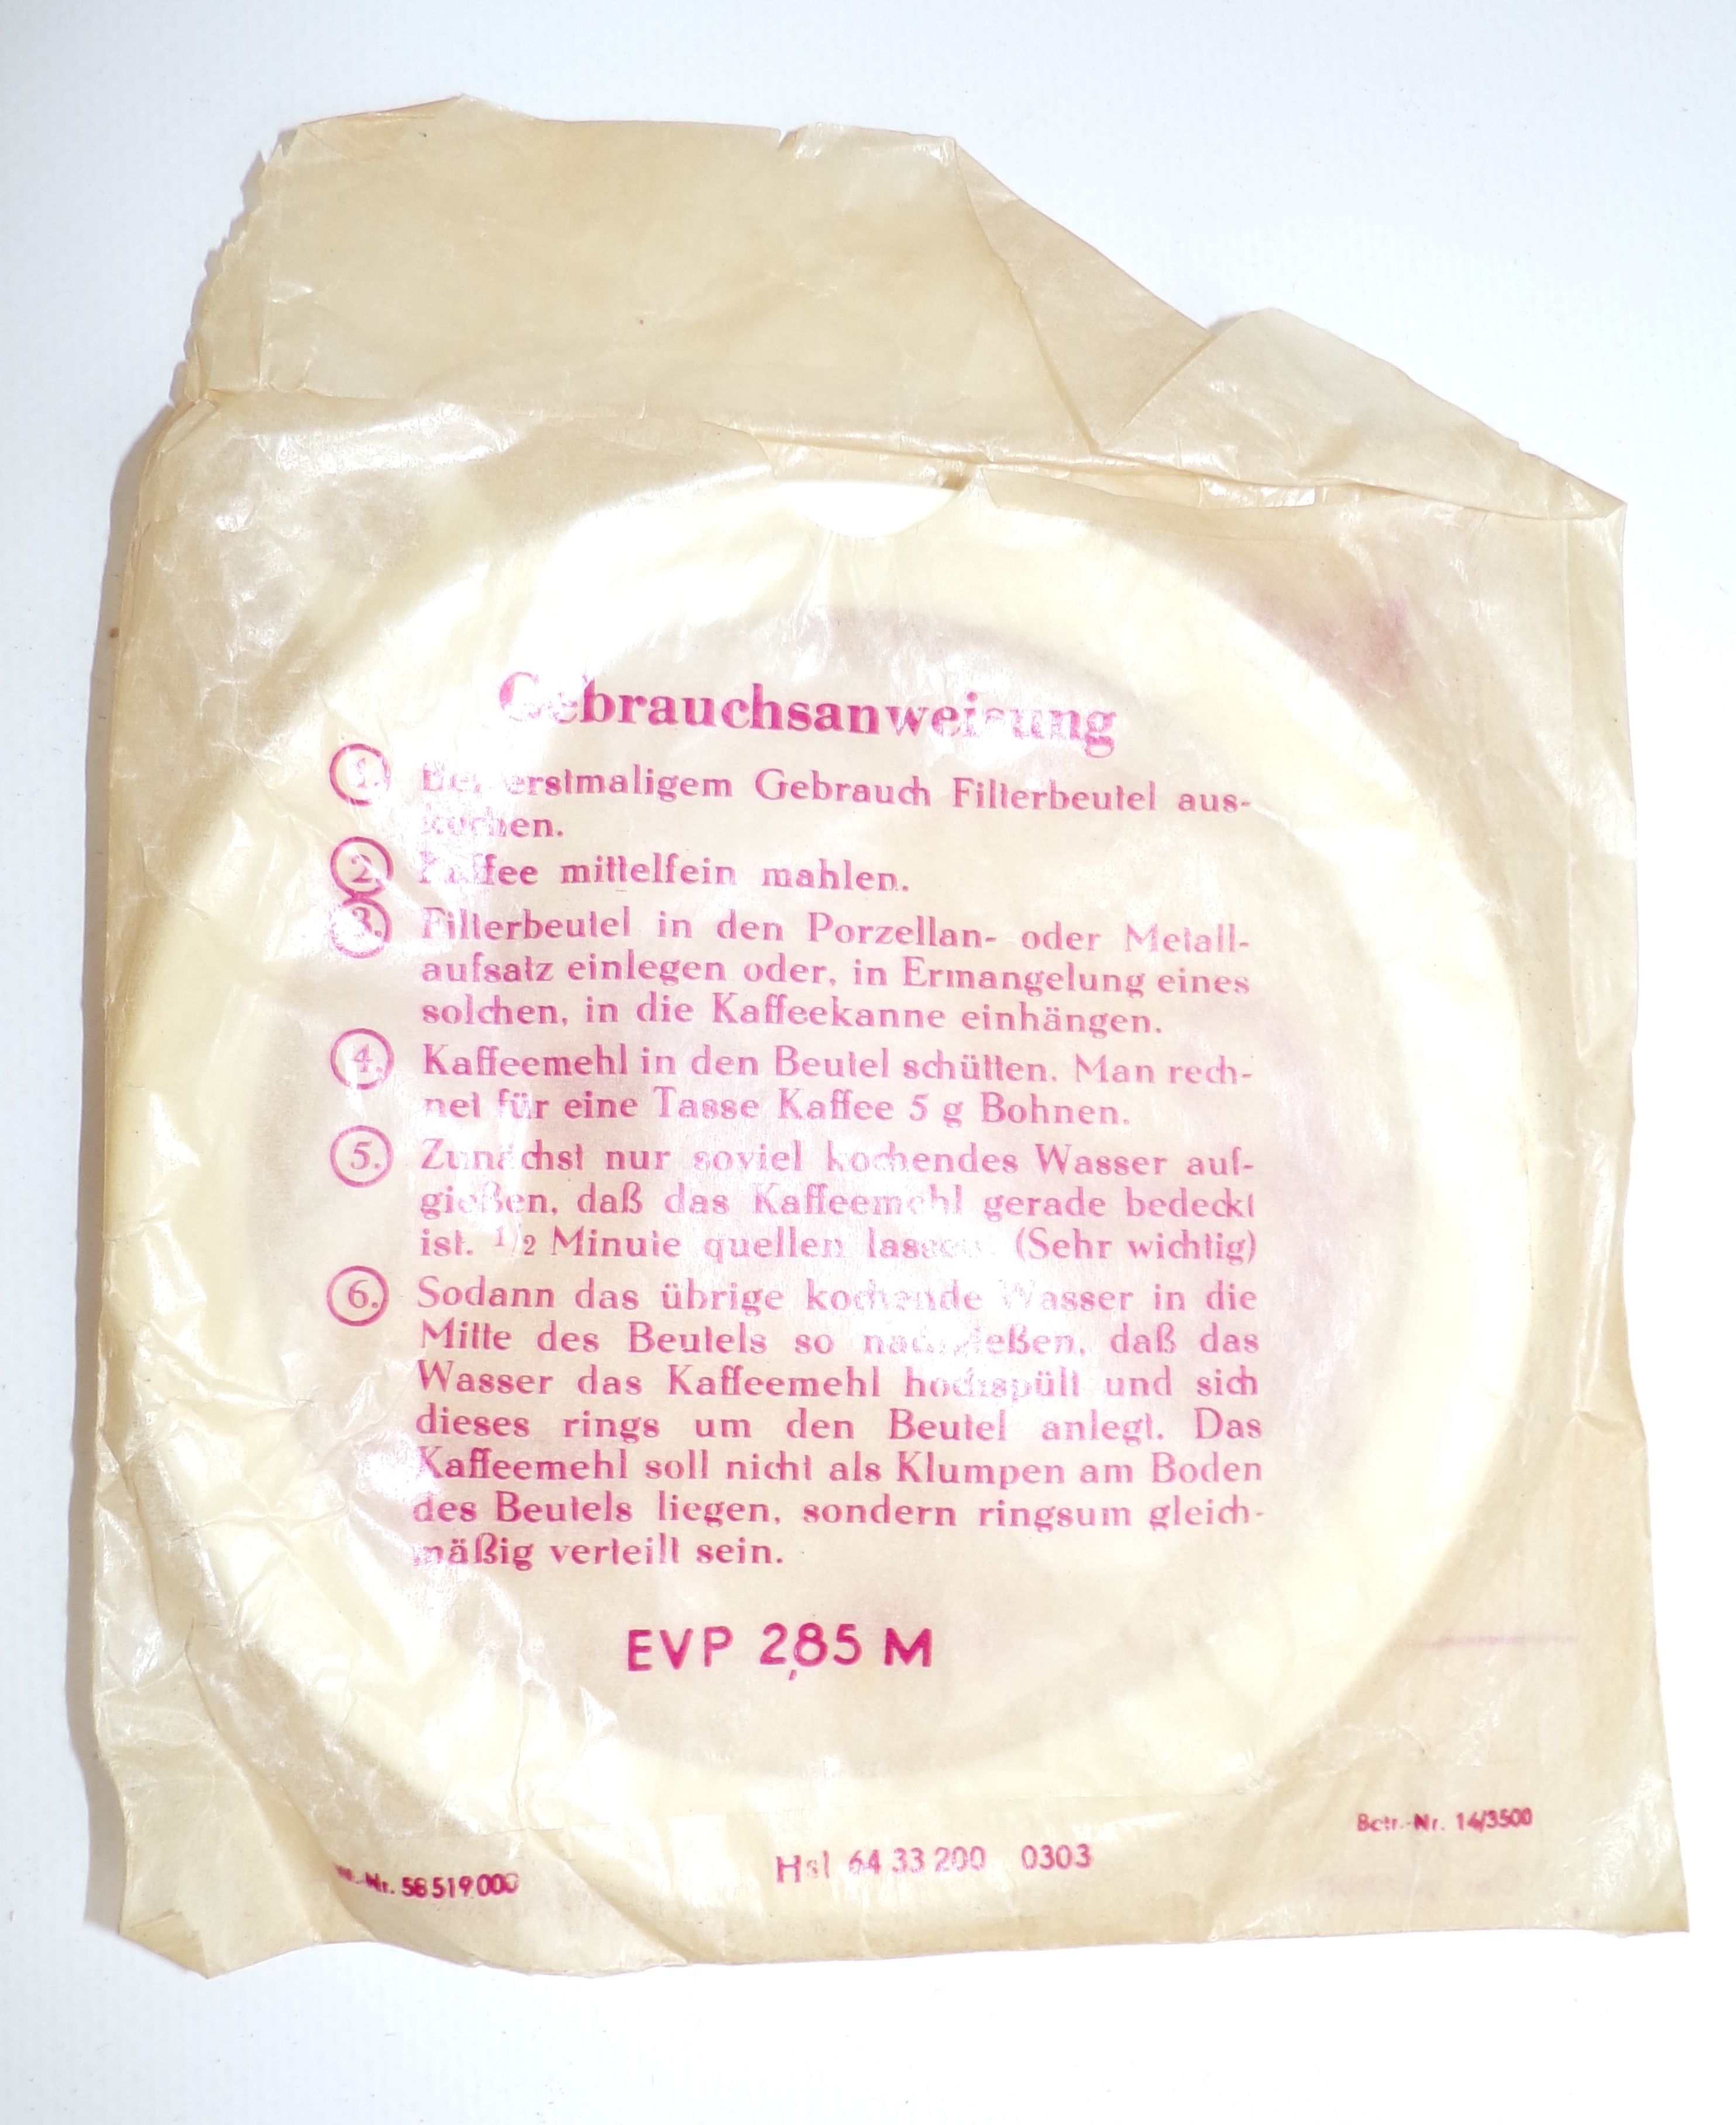 Gebrauchsanweisung
1. Bei erstmaligem Gebrauch Filterbeutel aus-
kochen.
2. Kaffee mittelfein mahlen.
3. Filterbeutel in den Porzellan- oder Metall-
aufsatz einlegen oder, in Ermangelung eines
solchen, in die Kaffeekanne einhängen.
4. Kaffeemehl in den Beutel schütten. Man rech-
net für eine Tasse Kaffee 5 g Bohnen.
5. Zunächst nur soviel kochendes Wasser auf-
gießen, daß das Kaffeemehl gerade bedeckt
ist. 1/2 Minute quellen lassen. (Sehr wichtig)
6. Sodann das übrige kochende Wasser in die
Mitte des Beutels so nachgießen, daß das
Wasser das Kaffeemehl hochspült und sich
dieses rings um den Beutel anlegt. Das
Kaffeemehl soll nicht als Klumpen am Boden
des Beutels liegen, sondern ringsum gleich-
mäßig verteilt sein.
EVP 2,85 M
Betr.-Nr. 14/3500
Hsl 64 33 200 0303
-Nr. 58 519 000